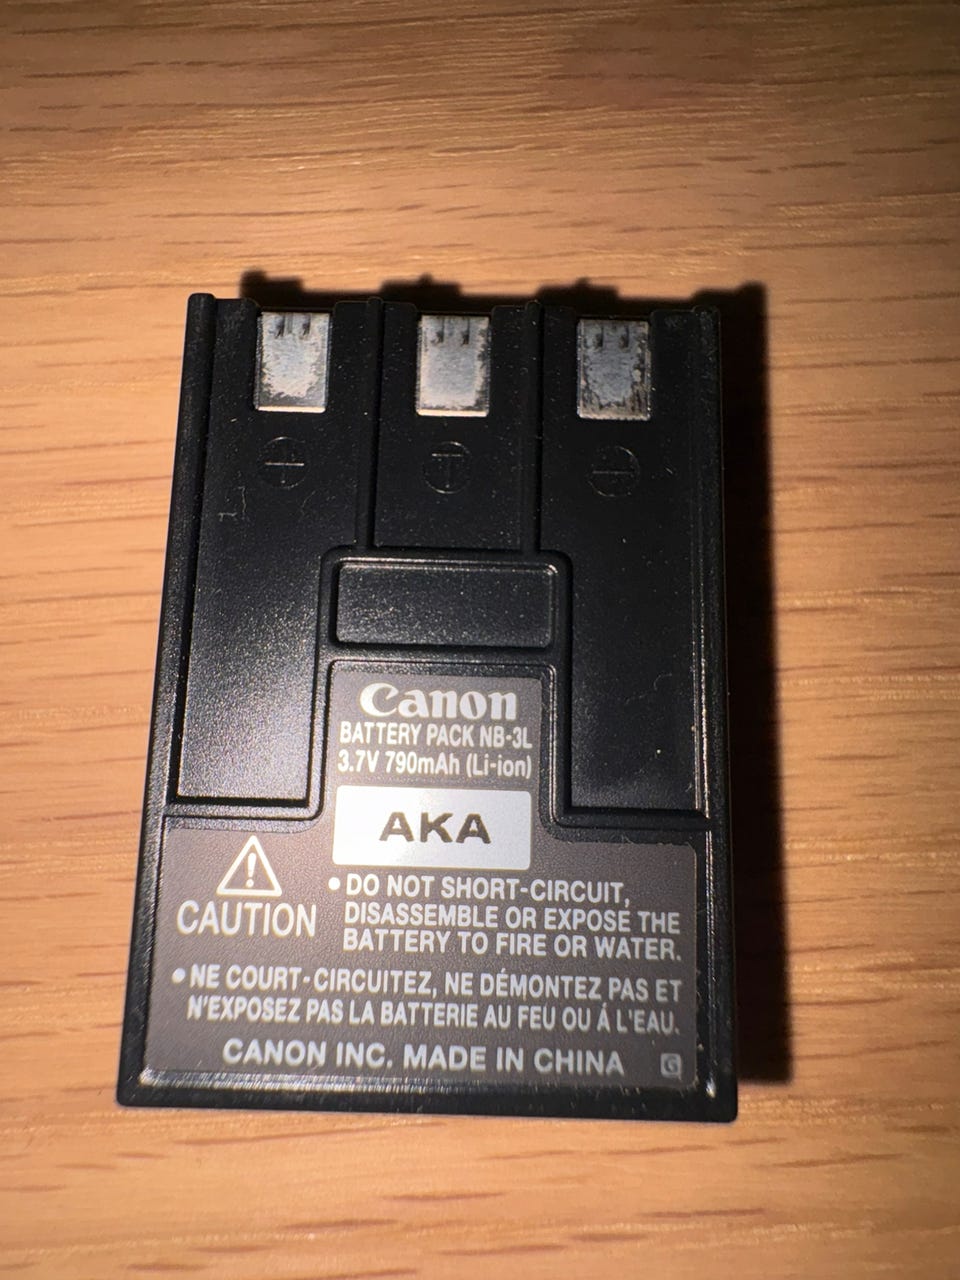 + T −
Canon
BATTERY PACK NB-3L
3.7V 790mAh (Li-ion)
AKA
CAUTION
• DO NOT SHORT-CIRCUIT,
DISASSEMBLE OR EXPOSE THE
BATTERY TO FIRE OR WATER.
• NE COURT-CIRCUITEZ, NE DÉMONTEZ PAS ET
N'EXPOSEZ PAS LA BATTERIE AU FEU OU Á L'EAU.
CANON INC. MADE IN CHINA G